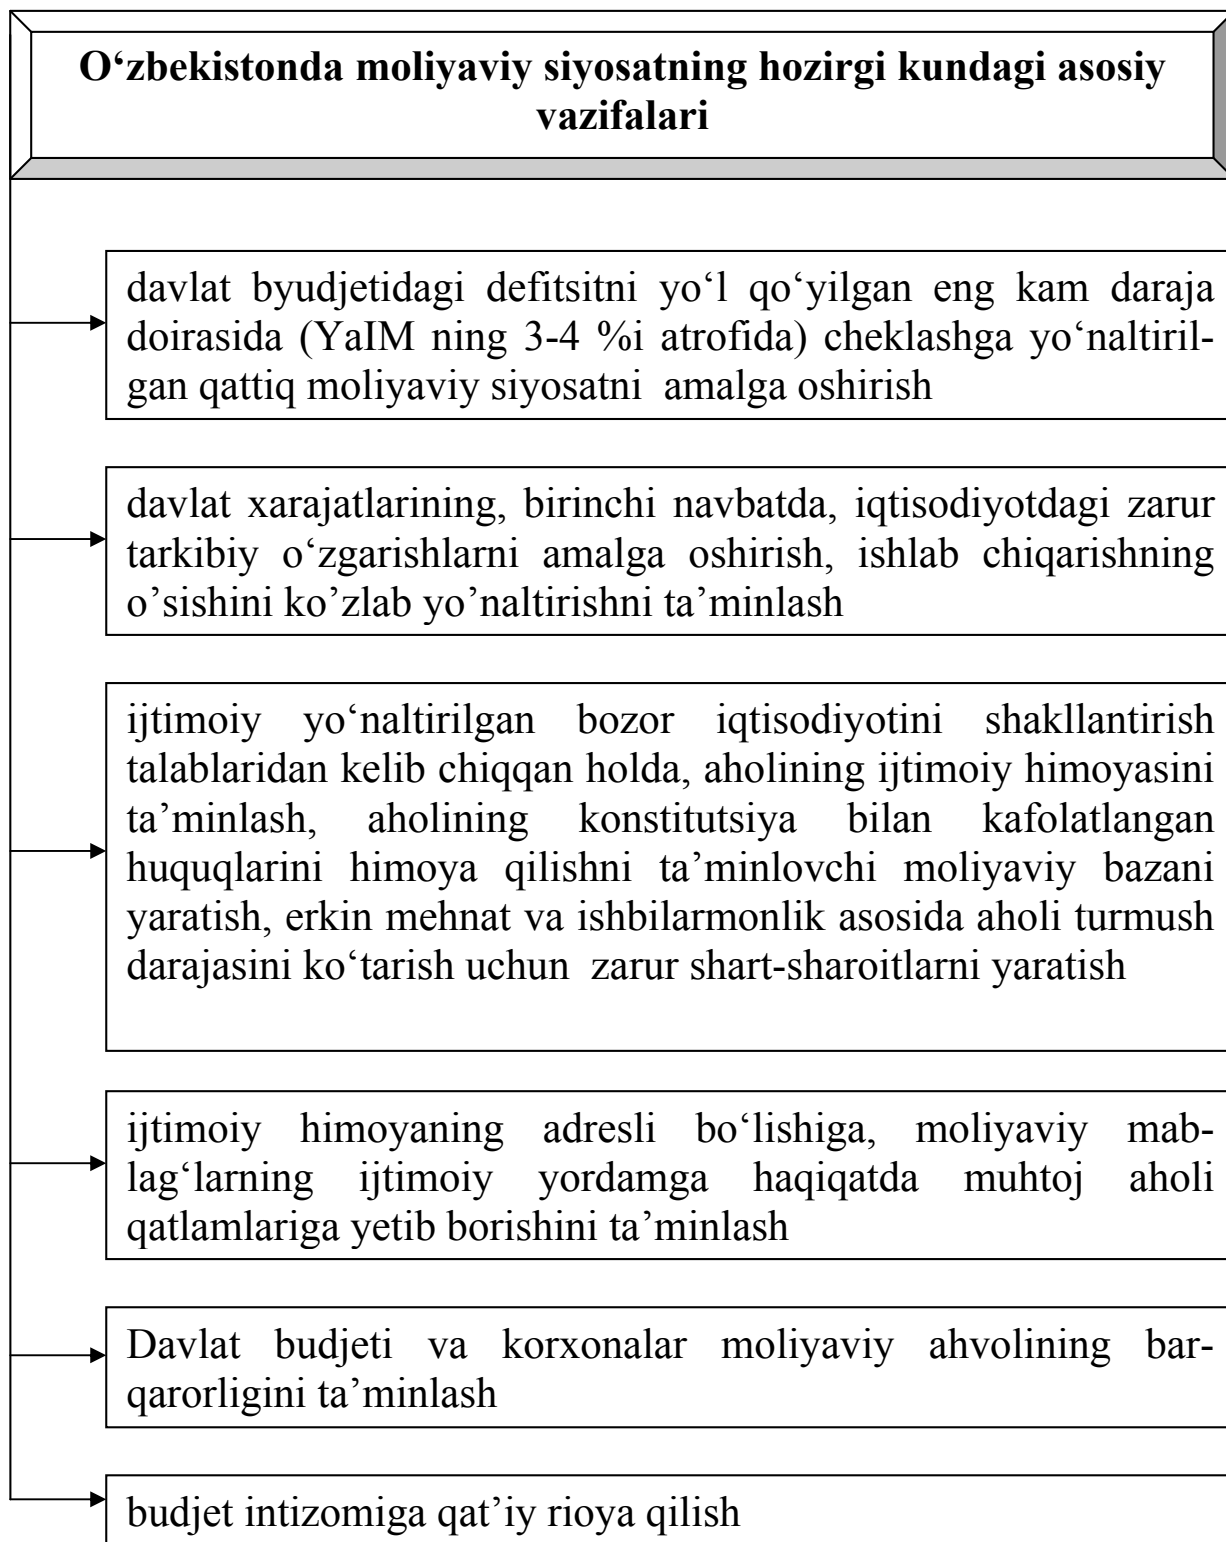 O‘zbekistonda moliyaviy siyosatning hozirgi kundagi asosiy
vazifalari
davlat byudjetidagi defitsitni yo‘l qo‘yilgan eng kam daraja
doirasida (YaIM ning 3-4 %i atrofida) cheklashga yo‘naltiril-
gan qattiq moliyaviy siyosatni amalga oshirish
davlat xarajatlarining, birinchi navbatda, iqtisodiyotdagi zarur
tarkibiy o‘zgarishlarni amalga oshirish, ishlab chiqarishning
o’sishini ko’zlab yo’naltirishni ta’minlash
ijtimoiy yo‘naltirilgan bozor iqtisodiyotini shakllantirish
talablaridan kelib chiqqan holda, aholining ijtimoiy himoyasini
ta’minlash, aholining konstitutsiya bilan kafolatlangan
huquqlarini himoya qilishni ta’minlovchi moliyaviy bazani
yaratish, erkin mehnat va ishbilarmonlik asosida aholi turmush
darajasini ko‘tarish uchun zarur shart-sharoitlarni yaratish
ijtimoiy himoyaning adresli bo‘lishiga, moliyaviy mab-
lag‘larning ijtimoiy yordamga haqiqatda muhtoj aholi
qatlamlariga yetib borishini ta’minlash
Davlat budjeti va korxonalar moliyaviy ahvolining bar-
qarorligini ta’minlash
budjet intizomiga qat’iy rioya qilish